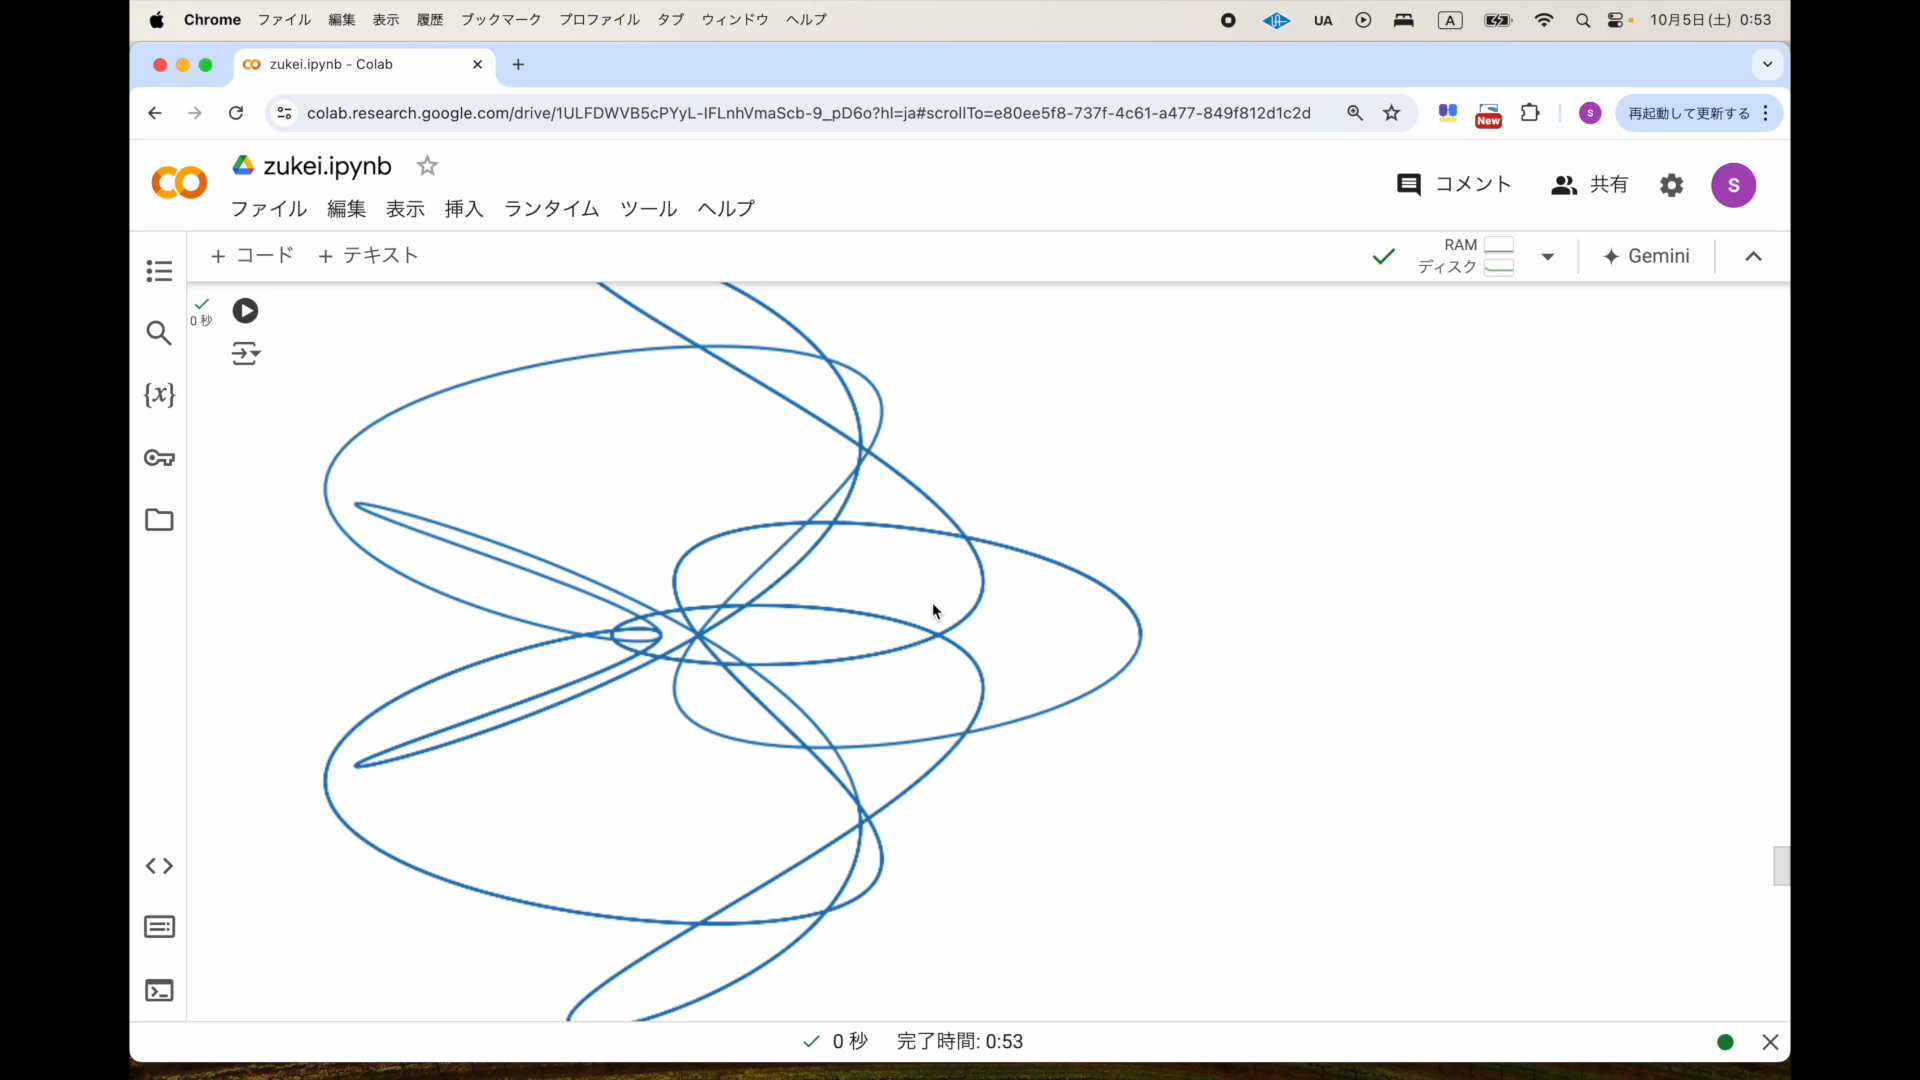 Chrome ファイル 編集 表示 履歴 ブックマーク プロファイル タブ ウィンドウ ヘルプ UA A 10月5日(土) 0:53
zukei.ipynb - Colab
colab.research.google.com/drive/1ULFDWVB5cPYyL-IFLnhVmaScb-9_pD6o?hl=ja#scrollTo=e80ee5f8-737f-4c61-a477-849f812d1c2d New S 再起動して更新する
zukei.ipynb
コメント 共有 S
ファイル 編集 表示 挿入 ランタイム ツール ヘルプ
+ コード + テキスト RAM
ディスク
Gemini
0 秒
{x}
0 秒 完了時間: 0:53